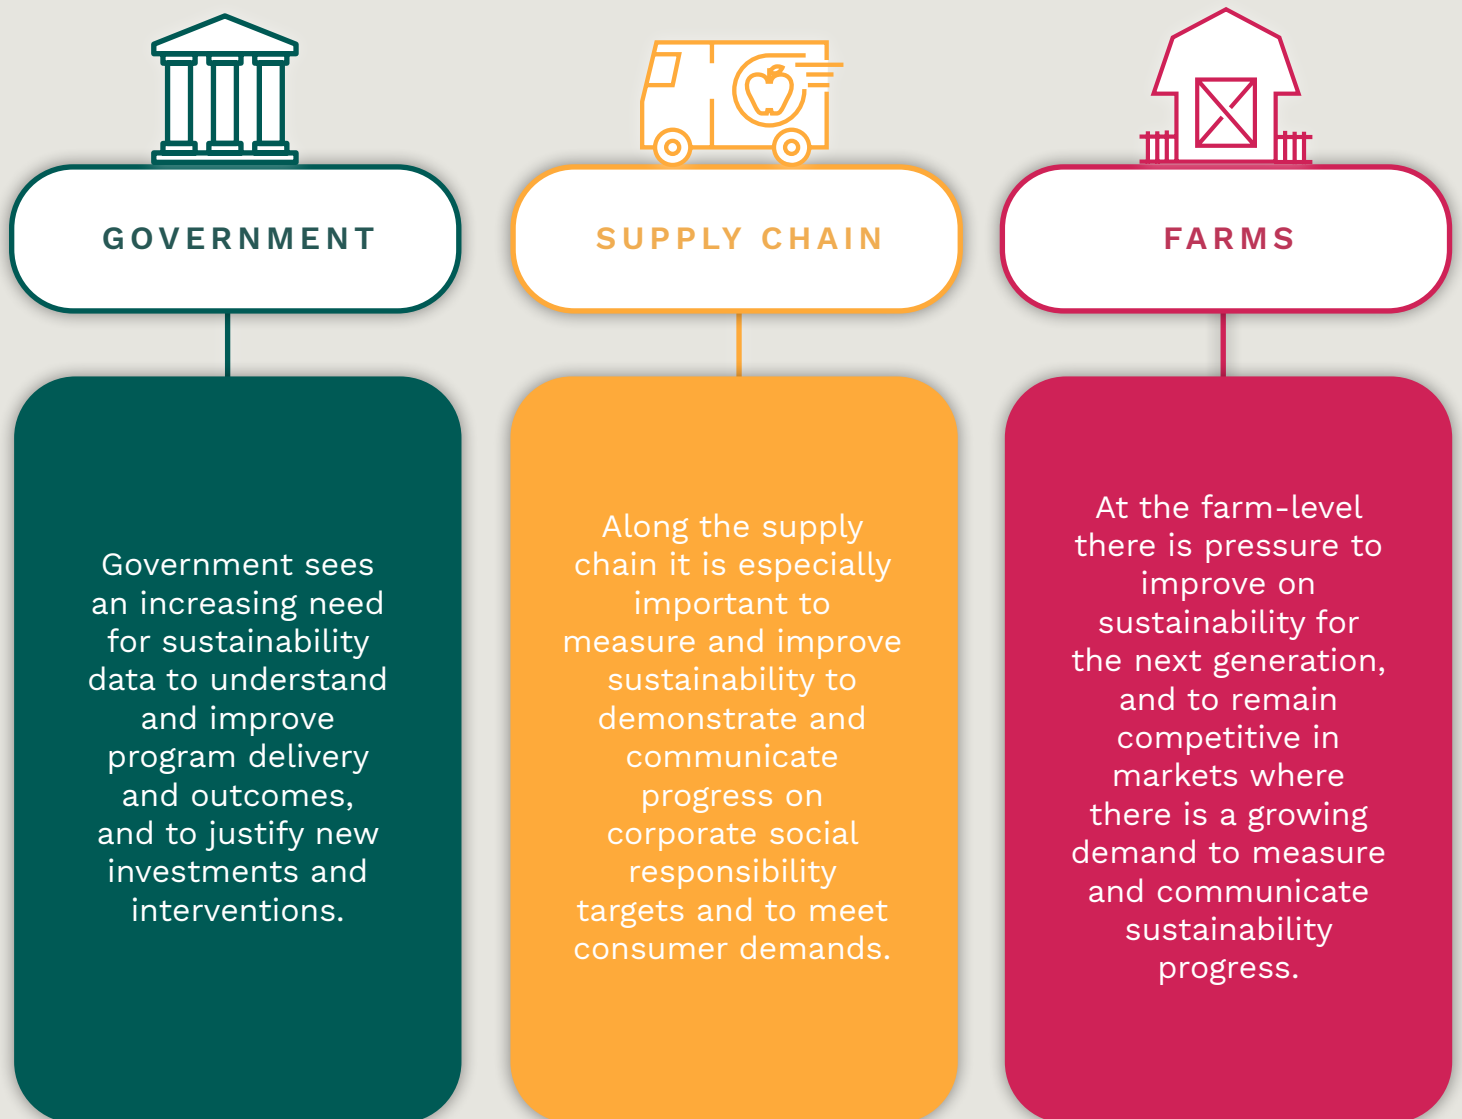 GOVERNMENT
Government sees
an increasing need
for sustainability
data to understand
and improve
program delivery
and outcomes,
and to justify new
investments and
interventions.
SUPPLY CHAIN
Along the supply
chain it is especially
important to
measure and improve
sustainability to
demonstrate and
communicate
progress on
corporate social
responsibility
targets and to meet
consumer demands.
FARMS
At the farm-level
there is pressure to
improve on
sustainability for
the next generation,
and to remain
competitive in
markets where
there is a growing
demand to measure
and communicate
sustainability
progress.